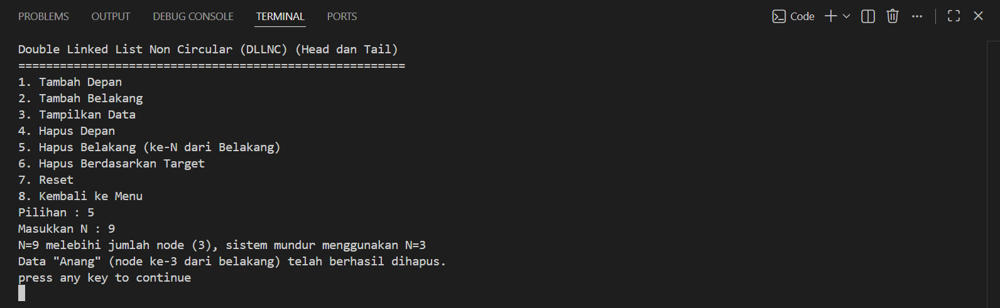 PROBLEMS OUTPUT DEBUG CONSOLE TERMINAL PORTS Code
Double Linked List Non Circular (DLLNC) (Head dan Tail)
========================================================
1. Tambah Depan
2. Tambah Belakang
3. Tampilkan Data
4. Hapus Depan
5. Hapus Belakang (ke-N dari Belakang)
6. Hapus Berdasarkan Target
7. Reset
8. Kembali ke Menu
Pilihan : 5
Masukkan N : 9
N=9 melebihi jumlah node (3), sistem mundur menggunakan N=3
Data "Anang" (node ke-3 dari belakang) telah berhasil dihapus.
press any key to continue